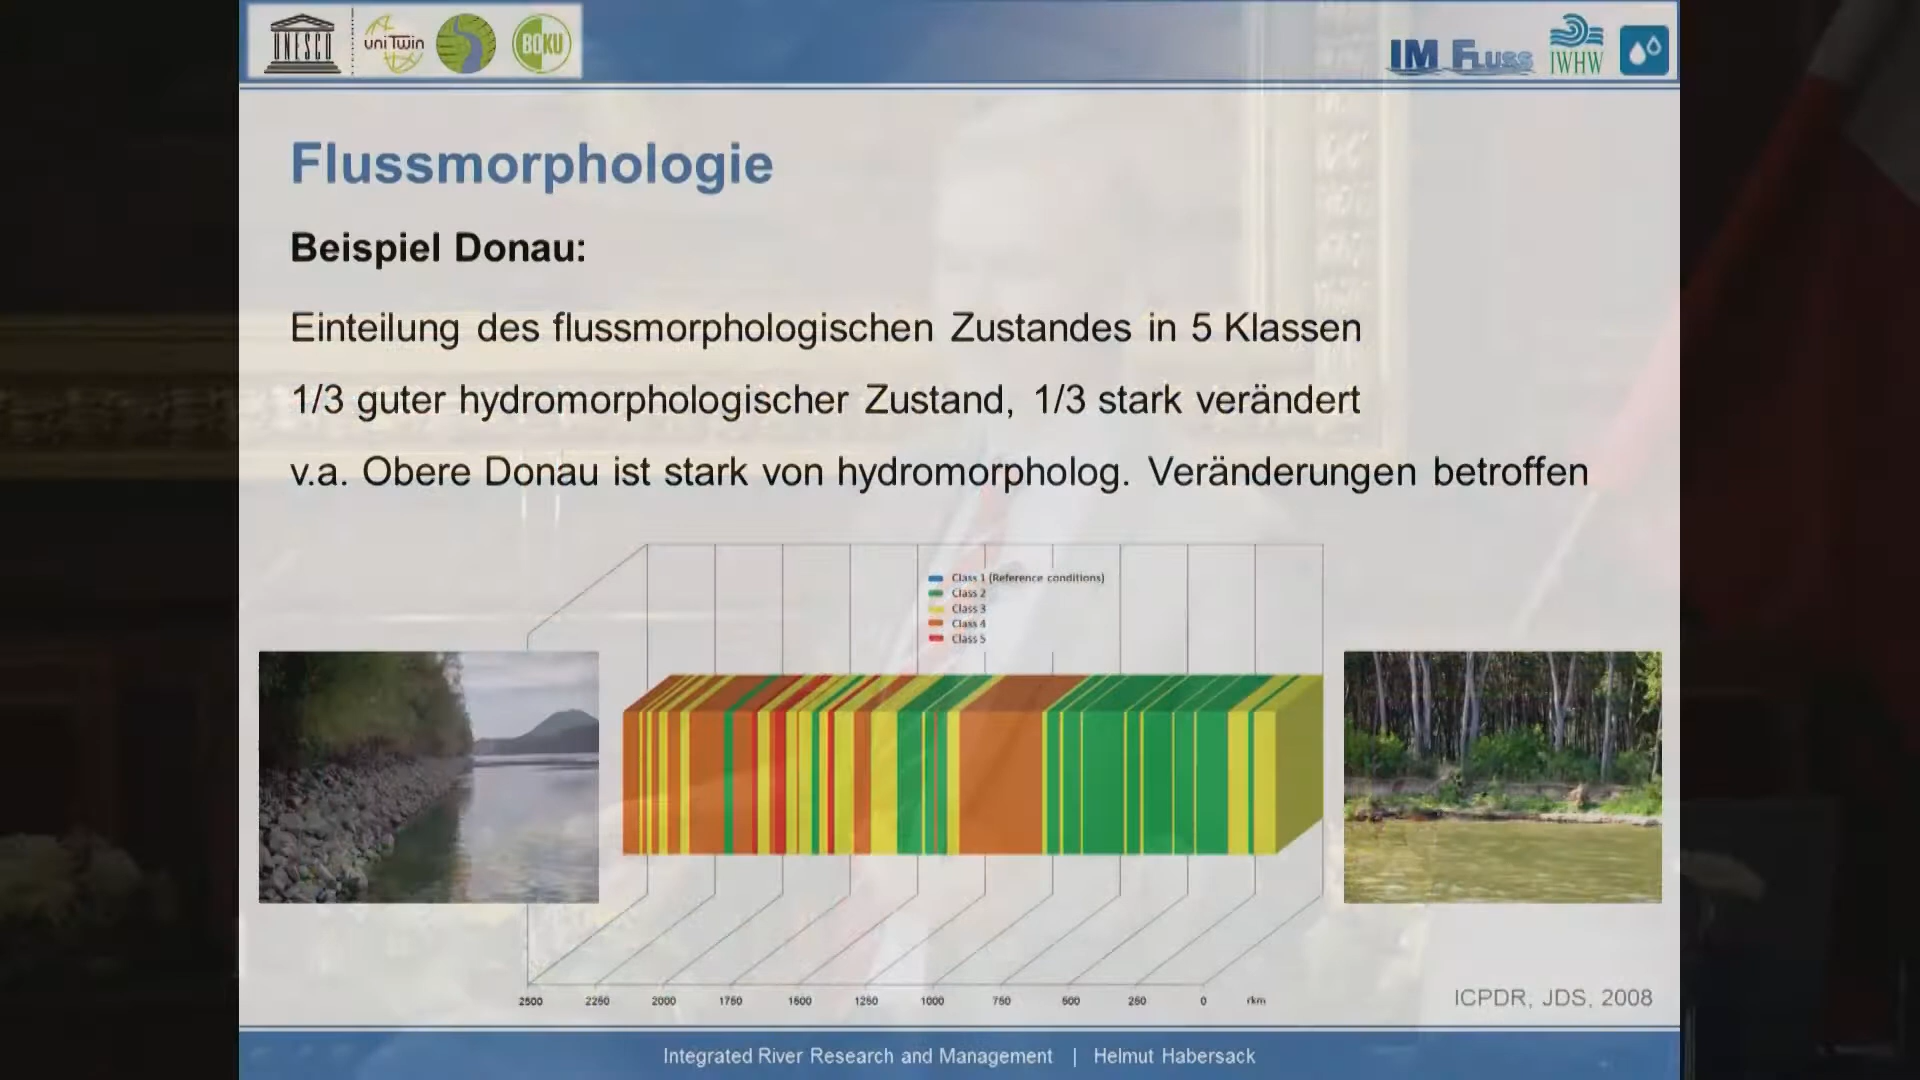 UNESCO
uniTwin
BOKU
IM FLUSS
IWHW
Flussmorphologie
Beispiel Donau:
Einteilung des flussmorphologischen Zustandes in 5 Klassen
1/3 guter hydromorphologischer Zustand, 1/3 stark verändert
v.a. Obere Donau ist stark von hydromorpholog. Veränderungen betroffen
Class 1 (Reference conditions)
Class 2
Class 3
Class 4
Class 5
2500 2250 2000 1750 1500 1250 1000 750 500 250 0 rkm
ICPDR, JDS, 2008
Integrated River Research and Management | Helmut Habersack